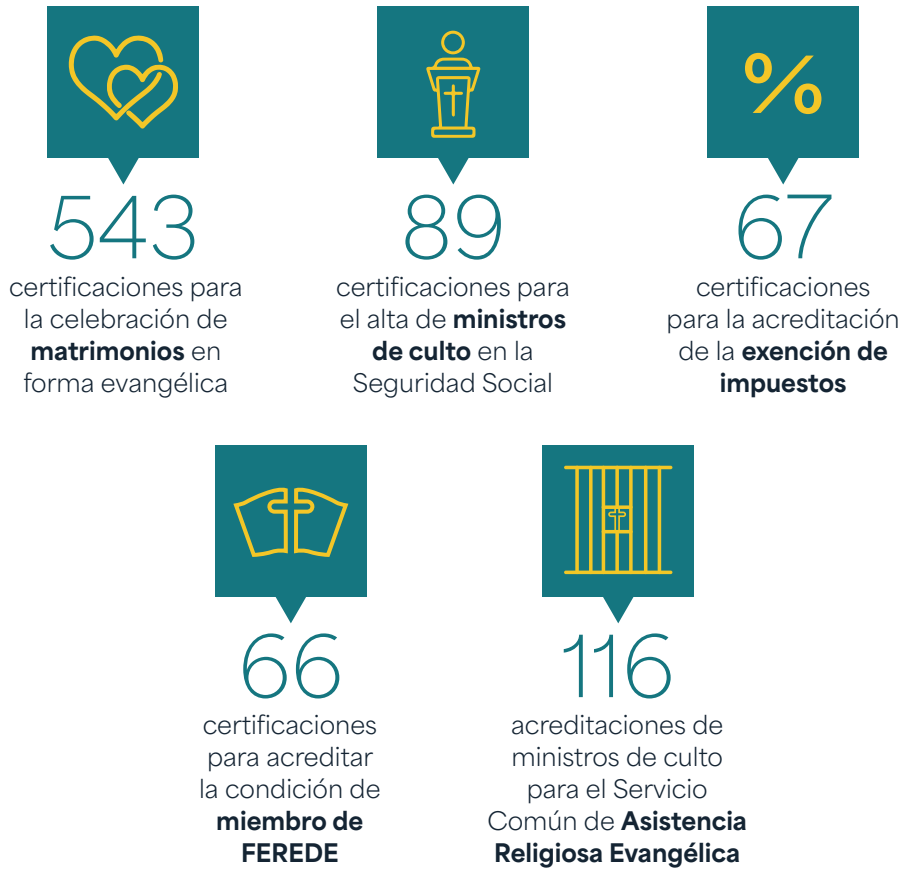 %
543
certificaciones para
la celebración de
matrimonios en
forma evangélica
89
certificaciones para
el alta de ministros
de culto en la
Seguridad Social
67
certificaciones
para la acreditación
de la exención de
impuestos
66
certificaciones
para acreditar
la condición de
miembro de
FEREDE
116
acreditaciones de
ministros de culto
para el Servicio
Común de Asistencia
Religiosa Evangélica